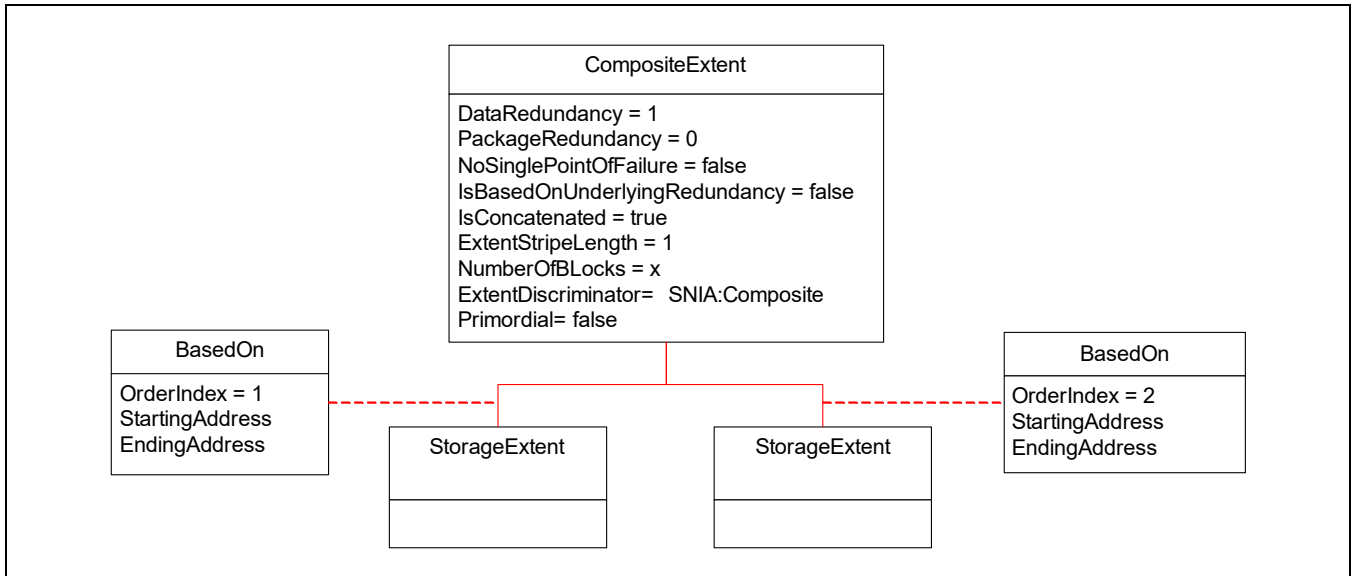 CompositeExtent
DataRedundancy = 1
PackageRedundancy = 0
NoSinglePointOfFailure = false
IsBasedOnUnderlyingRedundancy = false
IsConcatenated = true
ExtentStripeLength = 1
NumberOfBLocks = x
ExtentDiscriminator= SNIA:Composite
Primordial= false
BasedOn
OrderIndex = 1
StartingAddress
EndingAddress
StorageExtent
StorageExtent
BasedOn
OrderIndex = 2
StartingAddress
EndingAddress